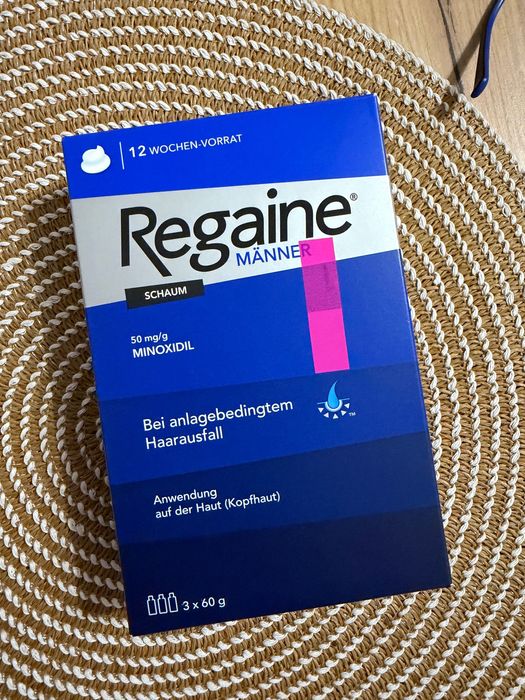 12 WOCHEN-VORRAT
Regaine®
MÄNNER
SCHAUM
50 mg/g
MINOXIDIL
Bei anlagebedingtem
Haarausfall
TM
Anwendung
auf der Haut (Kopfhaut)
3 x 60 g